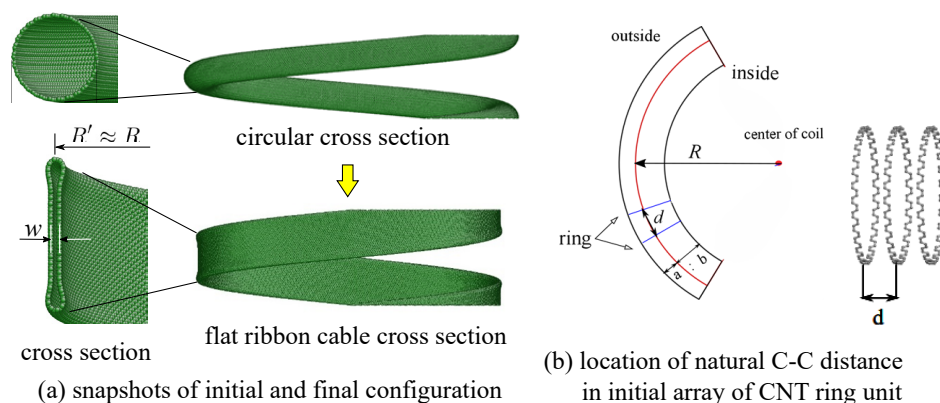 circular cross section
R′ ≈ R
w
flat ribbon cable cross section
cross section
(a) snapshots of initial and final configuration
outside
inside
center of coil
R
d
ring
a : b
d
(b) location of natural C-C distance
in initial array of CNT ring unit